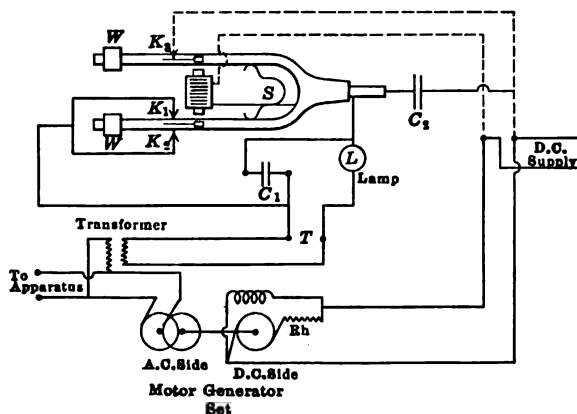 W
K₃
S
K₁
K₂
W
C₂
D.C.
Supply
L
Lamp
C₁
Transformer
T
To
Apparatus
Rh
A.C.Side
D.C.Side
Motor Generator
Set